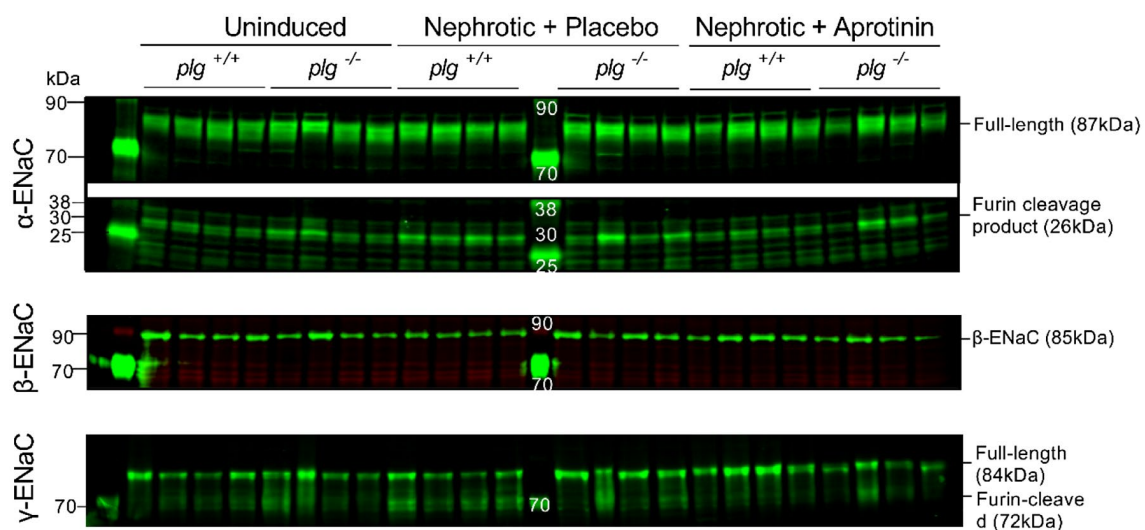 Uninduced Nephrotic + Placebo Nephrotic + Aprotinin
plg +/+ plg -/- plg +/+ plg -/- plg +/+ plg -/-
kDa
90
70
90
70
Full-length (87kDa)
α-ENaC
38
30
25
38
30
25
Furin cleavage
product (26kDa)
β-ENaC
90
70
90
70
β-ENaC (85kDa)
γ-ENaC
70
70
Full-length
(84kDa)
Furin-cleave
d (72kDa)